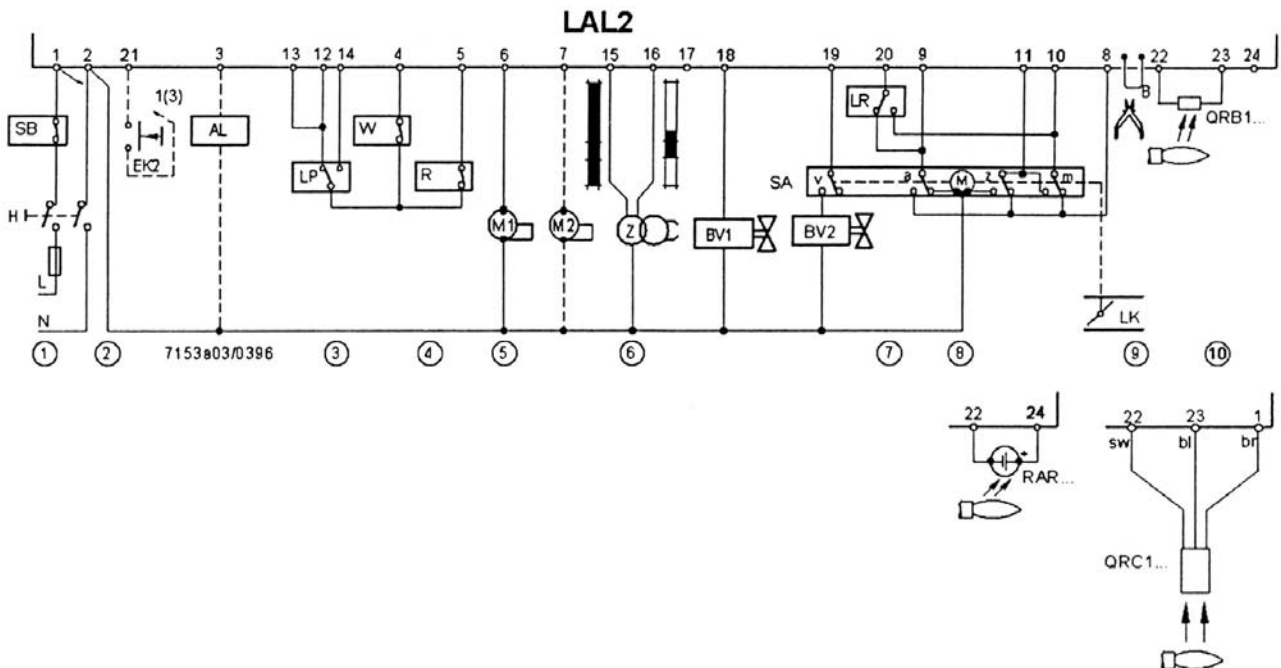 LAL2
1 2 21 3 13 12 14 4 5 6 7 15 16 17 18 19 20 9 11 10 8 22 23 24
1(3)
B
SB AL W LR QRB1...
EK2
LP R SA v a M z m
H M1 M2 Z BV1 BV2
L
N LK
① ② 7153a03/0396 ③ ④ ⑤ ⑥ ⑦ ⑧ ⑨ ⑩
22 24 22 23 1
sw bl br
+
RAR...
QRC1...